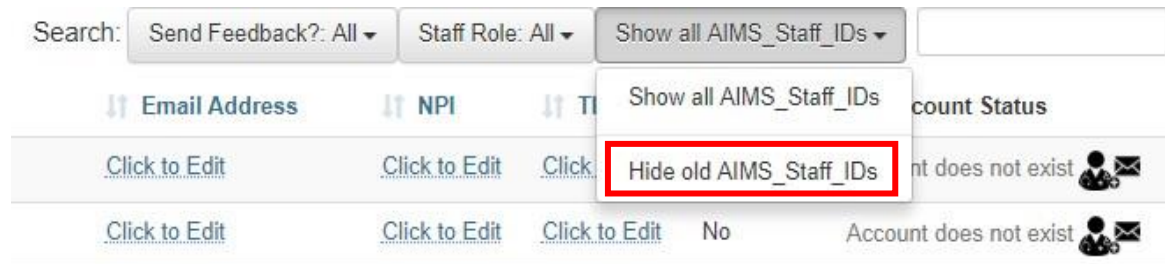 Search: Send Feedback?: All Staff Role: All Show all AIMS_Staff_IDs
Show all AIMS_Staff_IDs
Email Address NPI count Status
Hide old AIMS_Staff_IDs
Click to Edit Click to Edit Click nt does not exist
Click to Edit Click to Edit Click to Edit No Account does not exist